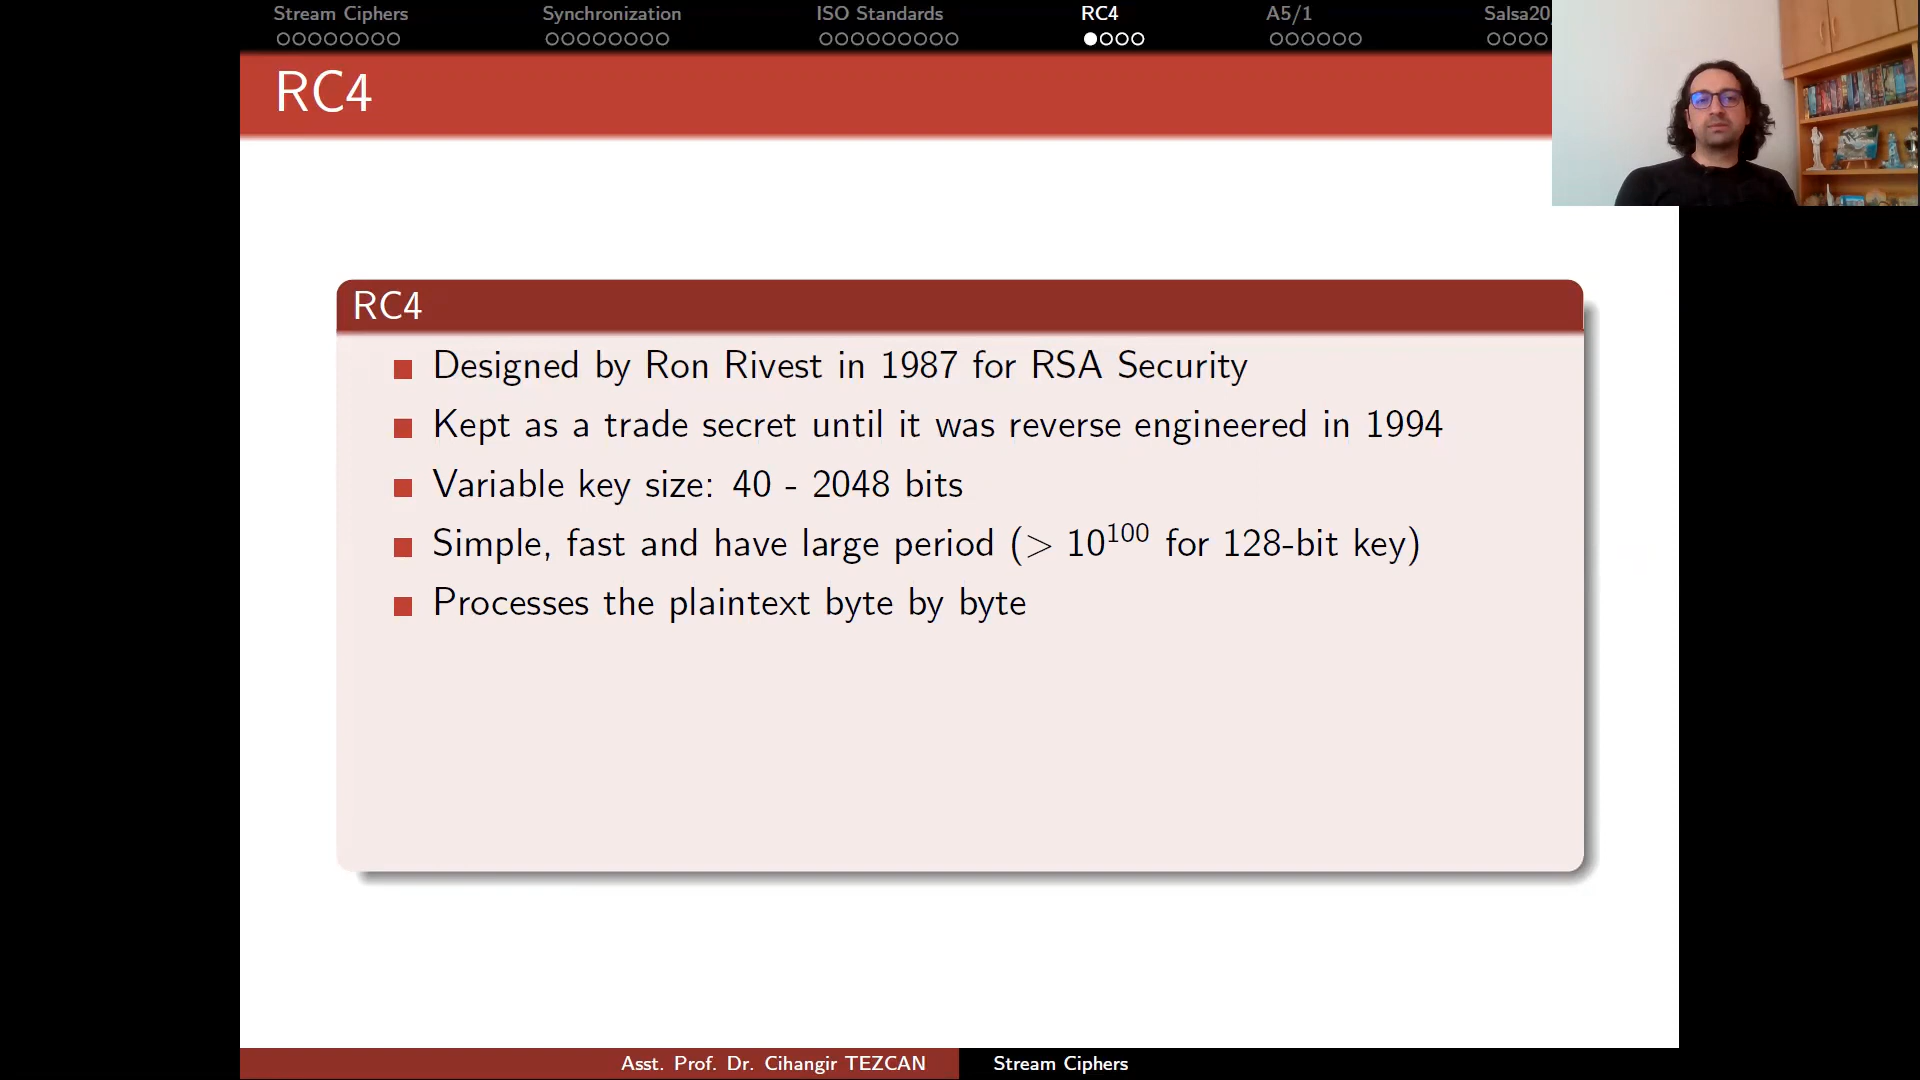 Stream Ciphers Synchronization ISO Standards RC4 A5/1 Salsa20
RC4
RC4
Designed by Ron Rivest in 1987 for RSA Security
Kept as a trade secret until it was reverse engineered in 1994
Variable key size: 40 - 2048 bits
Simple, fast and have large period (> 10^100 for 128-bit key)
Processes the plaintext byte by byte
Asst. Prof. Dr. Cihangir TEZCAN Stream Ciphers